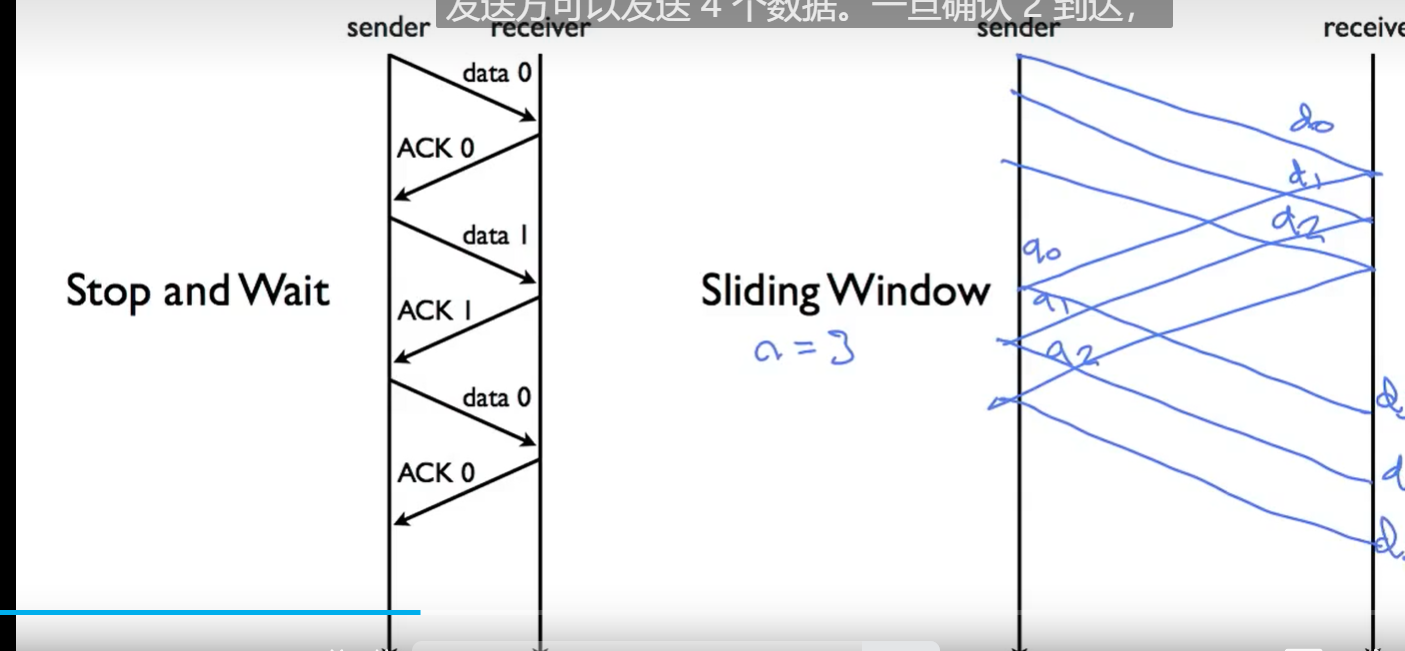 发送方可以发送 4 个数据。一旦确认 2 到达，
sender receiver
data 0
ACK 0
data 1
ACK 1
data 0
ACK 0
Stop and Wait
sender receive
d0
d1
d2
a0
a1
a2
Sliding Window
n = 3
d